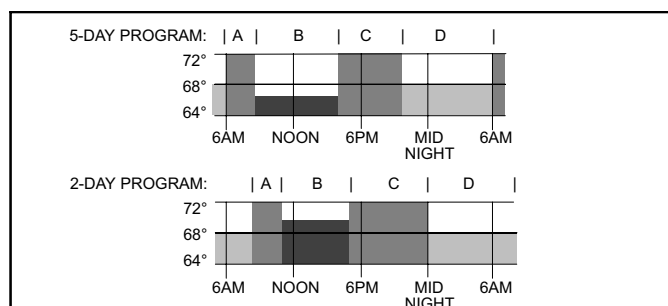 5-DAY PROGRAM: | A | B | C | D |
72°
68°
64°
6AM NOON 6PM MID NIGHT 6AM
2-DAY PROGRAM: | A | B | C | D |
72°
68°
64°
6AM NOON 6PM MID NIGHT 6AM